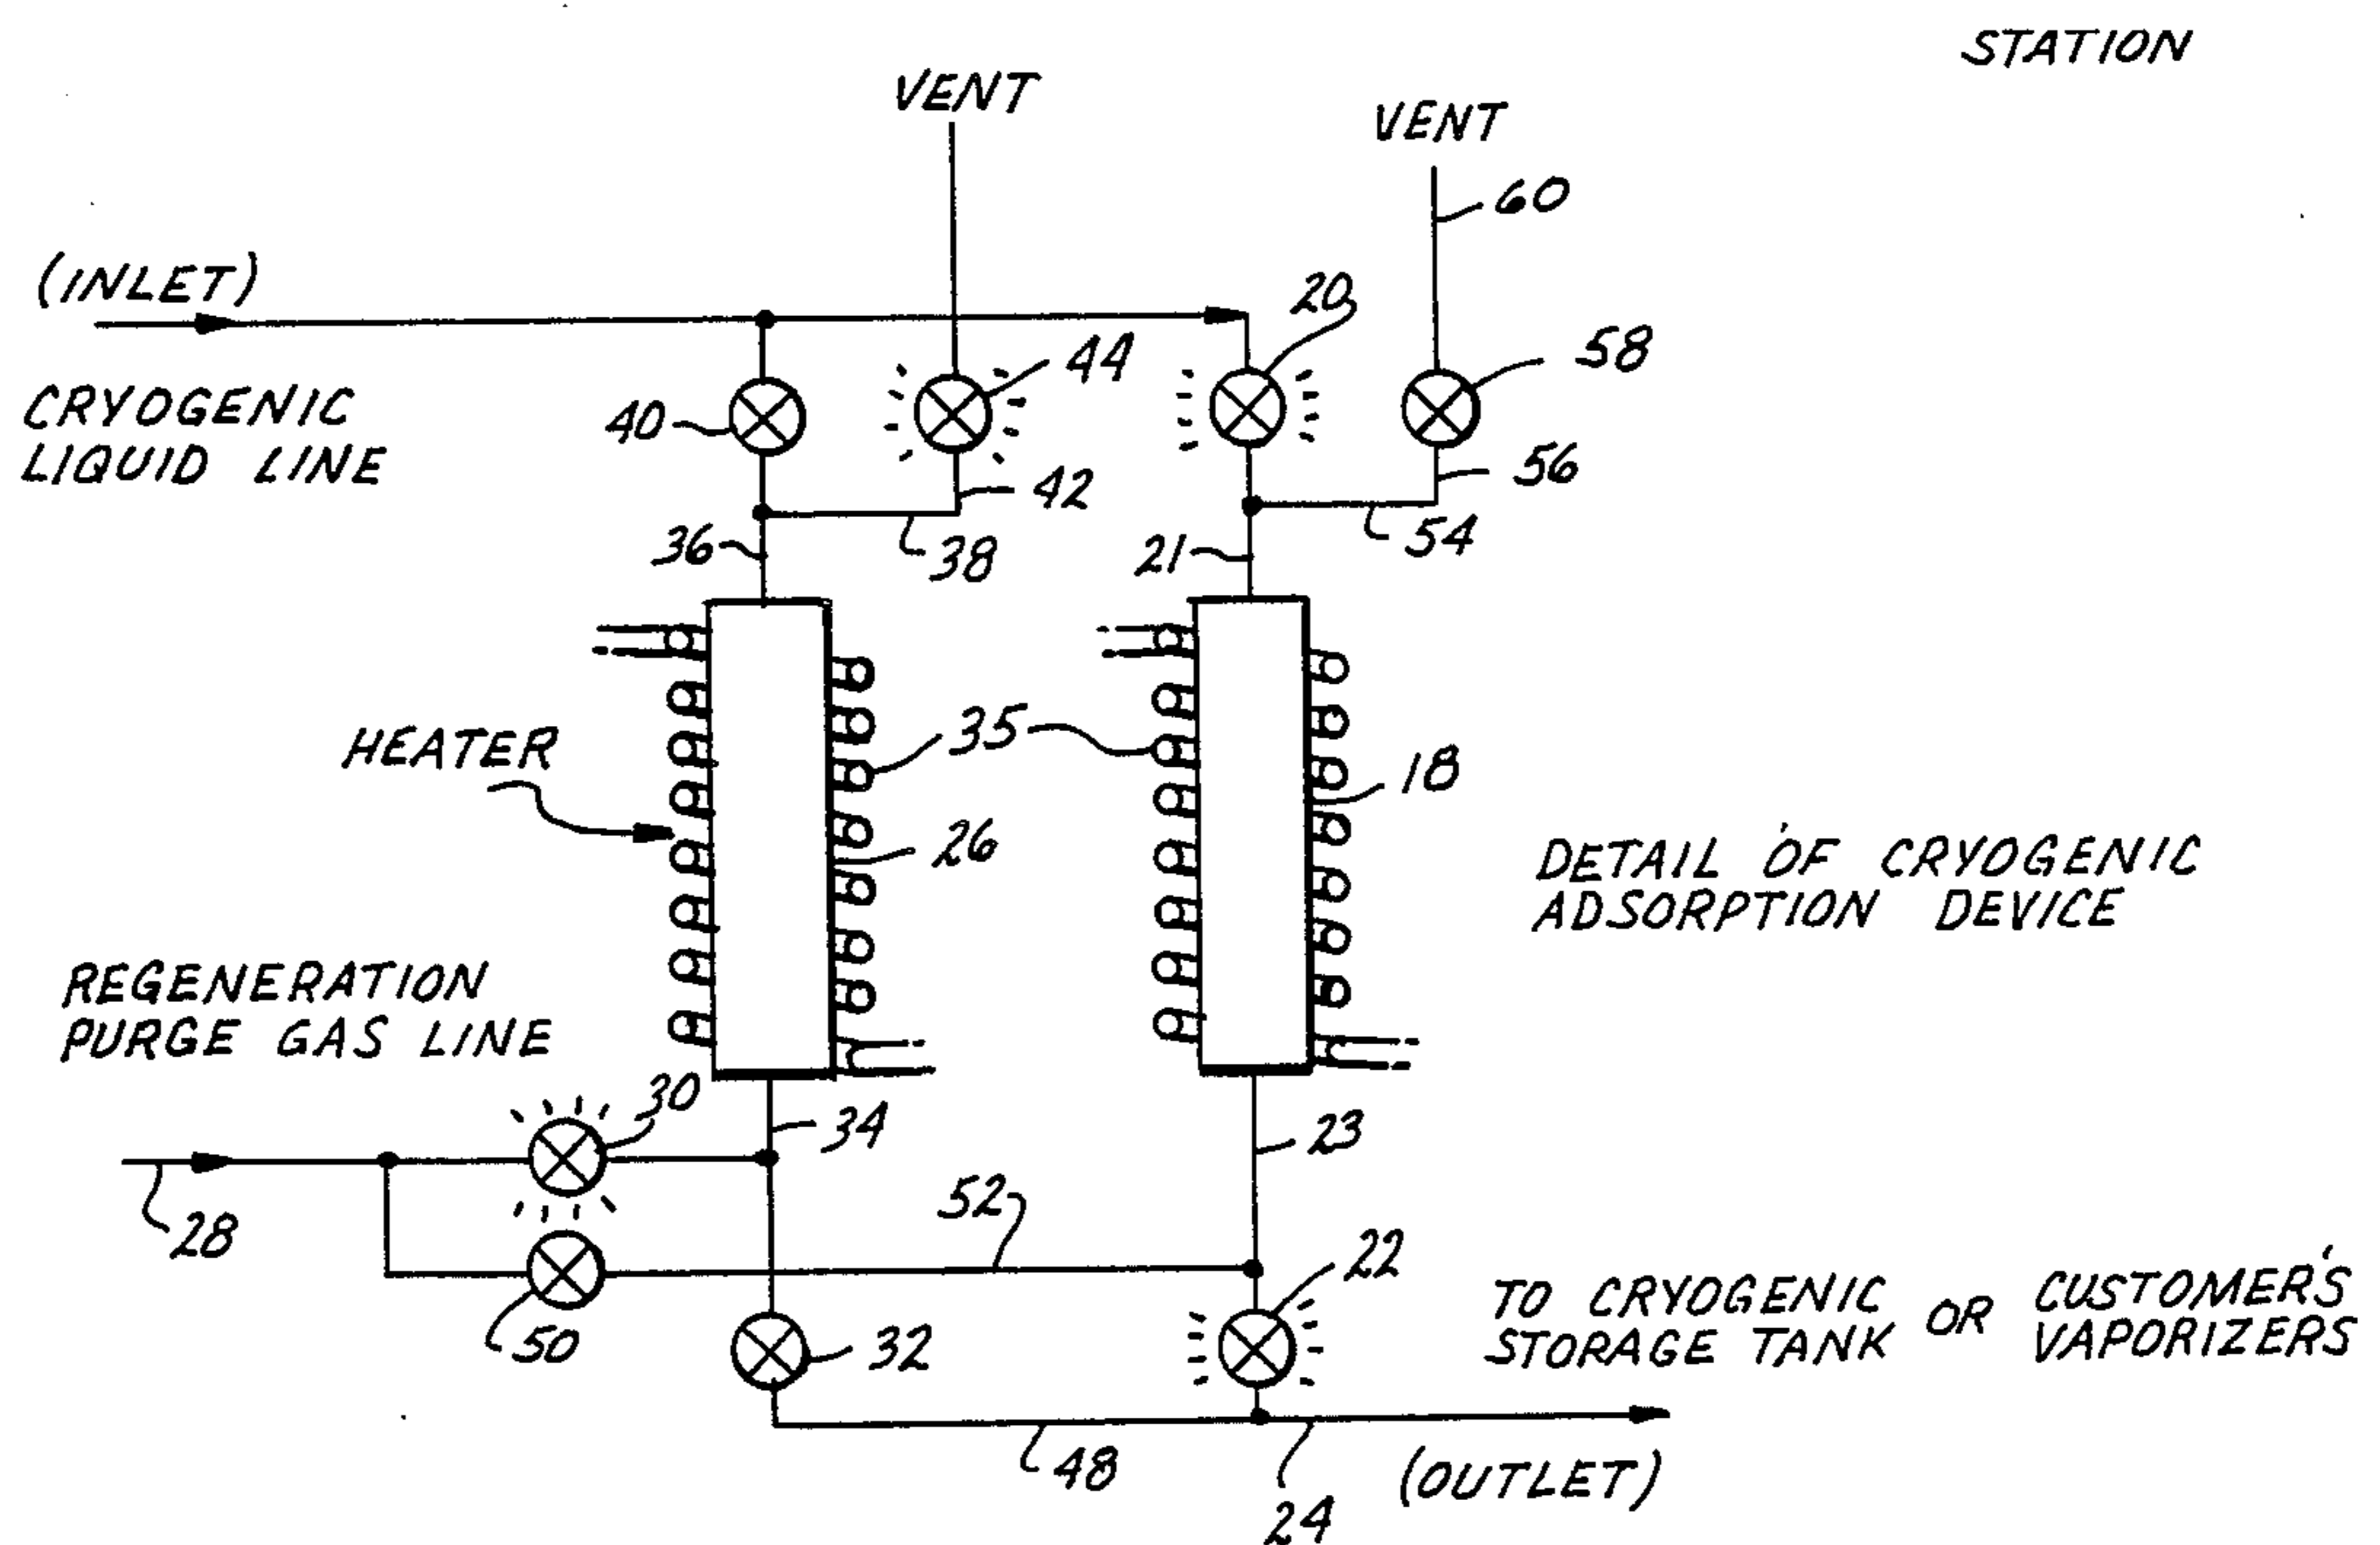 STATION
VENT
VENT
60
(INLET)
20
58
44
40
CRYOGENIC
LIQUID LINE
42
56
36
38
21
54
35
HEATER
18
26
DETAIL OF CRYOGENIC
ADSORPTION DEVICE
REGENERATION
PURGE GAS LINE
30
34
23
52
28
22
TO CRYOGENIC OR CUSTOMER'S
STORAGE TANK VAPORIZERS
50
32
48
(OUTLET)
24